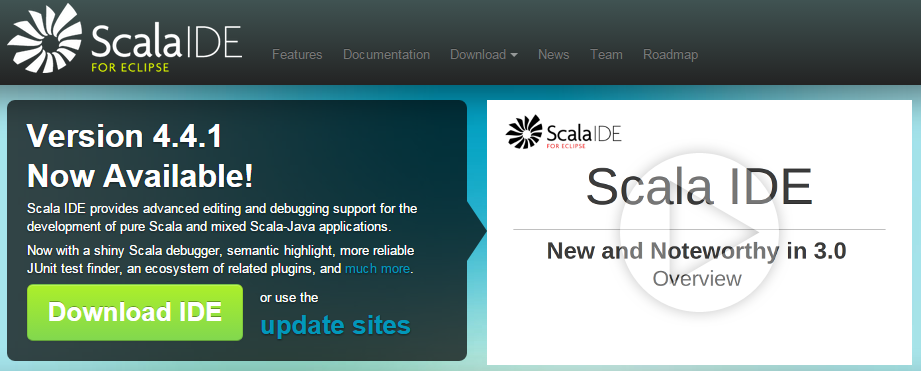 ScalaIDE
FOR ECLIPSE
Features Documentation Download News Team Roadmap
Version 4.4.1
Now Available!
Scala IDE provides advanced editing and debugging support for the
development of pure Scala and mixed Scala-Java applications.
Now with a shiny Scala debugger, semantic highlight, more reliable
JUnit test finder, an ecosystem of related plugins, and much more.
Download IDE
or use the
update sites
ScalaIDE
FOR ECLIPSE
Scala IDE
New and Noteworthy in 3.0
Overview